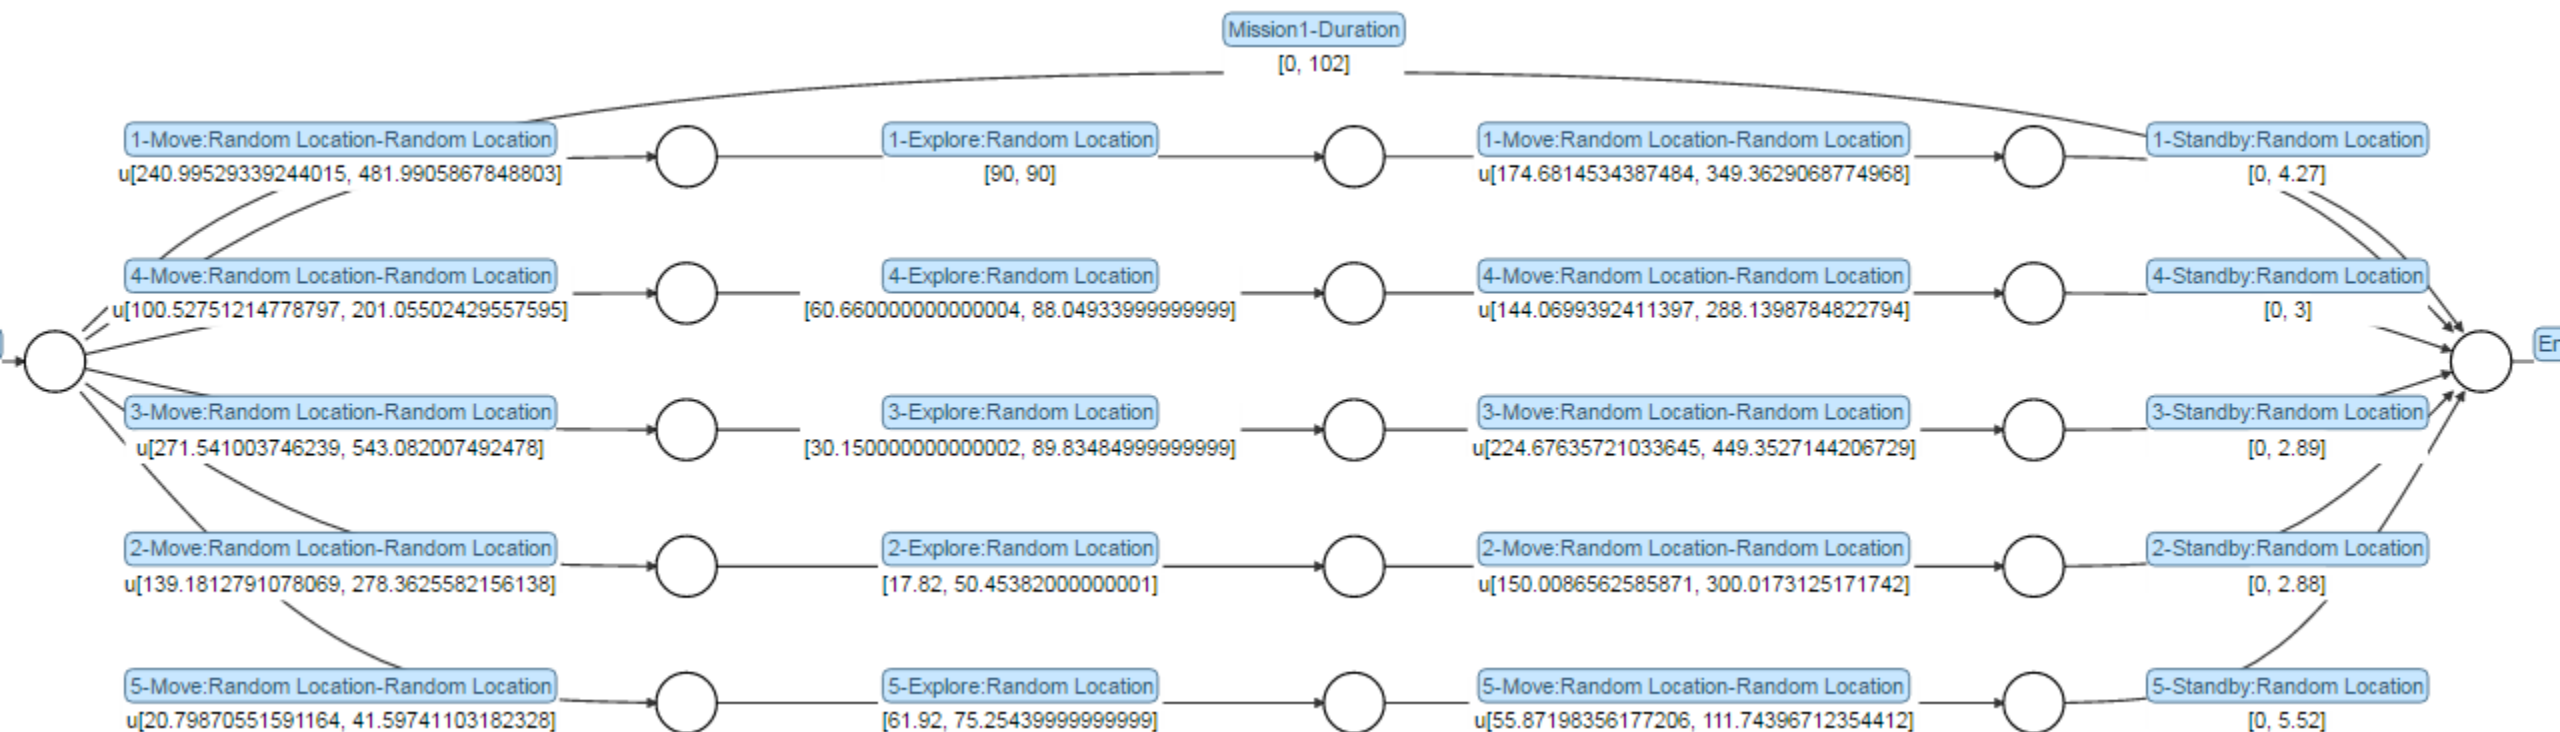 Mission1-Duration
[0, 102]
1-Move:Random Location-Random Location
u[240.99529339244015, 481.9905867848803]
1-Explore:Random Location
[90, 90]
1-Move:Random Location-Random Location
u[174.6814534387484, 349.3629068774968]
1-Standby:Random Location
[0, 4.27]
4-Move:Random Location-Random Location
u[100.52751214778797, 201.05502429557595]
4-Explore:Random Location
[60.660000000000004, 88.04933999999999]
4-Move:Random Location-Random Location
u[144.0699392411397, 288.1398784822794]
4-Standby:Random Location
[0, 3]
Er
3-Move:Random Location-Random Location
u[271.541003746239, 543.082007492478]
3-Explore:Random Location
[30.150000000000002, 89.83484999999999]
3-Move:Random Location-Random Location
u[224.67635721033645, 449.3527144206729]
3-Standby:Random Location
[0, 2.89]
2-Move:Random Location-Random Location
u[139.1812791078069, 278.3625582156138]
2-Explore:Random Location
[17.82, 50.45382000000001]
2-Move:Random Location-Random Location
u[150.0086562585871, 300.0173125171742]
2-Standby:Random Location
[0, 2.88]
5-Move:Random Location-Random Location
u[20.79870551591164, 41.59741103182328]
5-Explore:Random Location
[61.92, 75.25439999999999]
5-Move:Random Location-Random Location
u[55.87198356177206, 111.74396712354412]
5-Standby:Random Location
[0, 5.52]